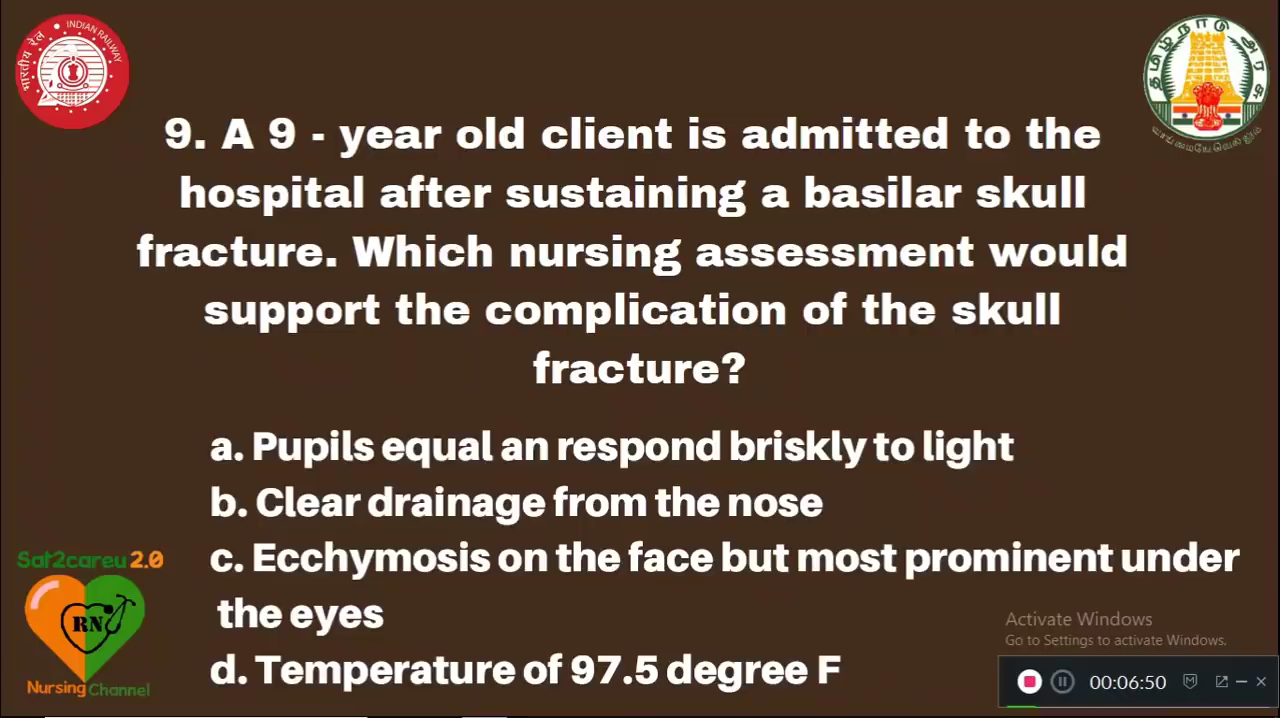 भारतीय रेल
INDIAN RAILWAY
தமிழ்நாடு அரசு
வாய்மையே வெல்லும்
9. A 9 - year old client is admitted to the
hospital after sustaining a basilar skull
fracture. Which nursing assessment would
support the complication of the skull
fracture?
a. Pupils equal an respond briskly to light
b. Clear drainage from the nose
c. Ecchymosis on the face but most prominent under
the eyes
d. Temperature of 97.5 degree F
Sat2careu 2.0
RN
Nursing Channel
Activate Windows
Go to Settings to activate Windows.
00:06:50